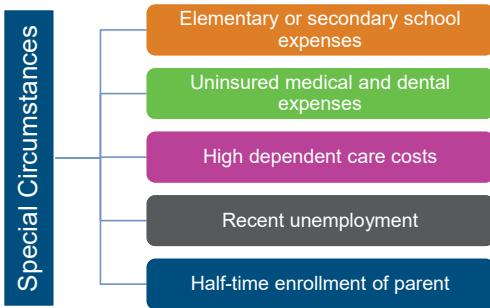 Special Circumstances
Elementary or secondary school
expenses
Uninsured medical and dental
expenses
High dependent care costs
Recent unemployment
Half-time enrollment of parent